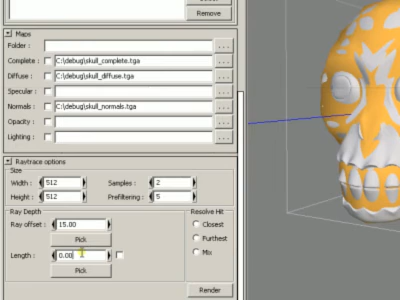 Remove
Maps
Folder :
...
Complete : C:\debug\skull_complete.tga ...
Diffuse : C:\debug\skull_diffuse.tga ...
Specular : ...
Normals : C:\debug\skull_normals.tga ...
Opacity : ...
Lighting : ...
Raytrace options
Size
Width : 512 Samples : 2
Height : 512 Prefiltering : 5
Ray Depth Resolve Hit
Ray offset : 15.00 Closest
Pick Furthest
Length : 0.00 Mix
Pick
Render